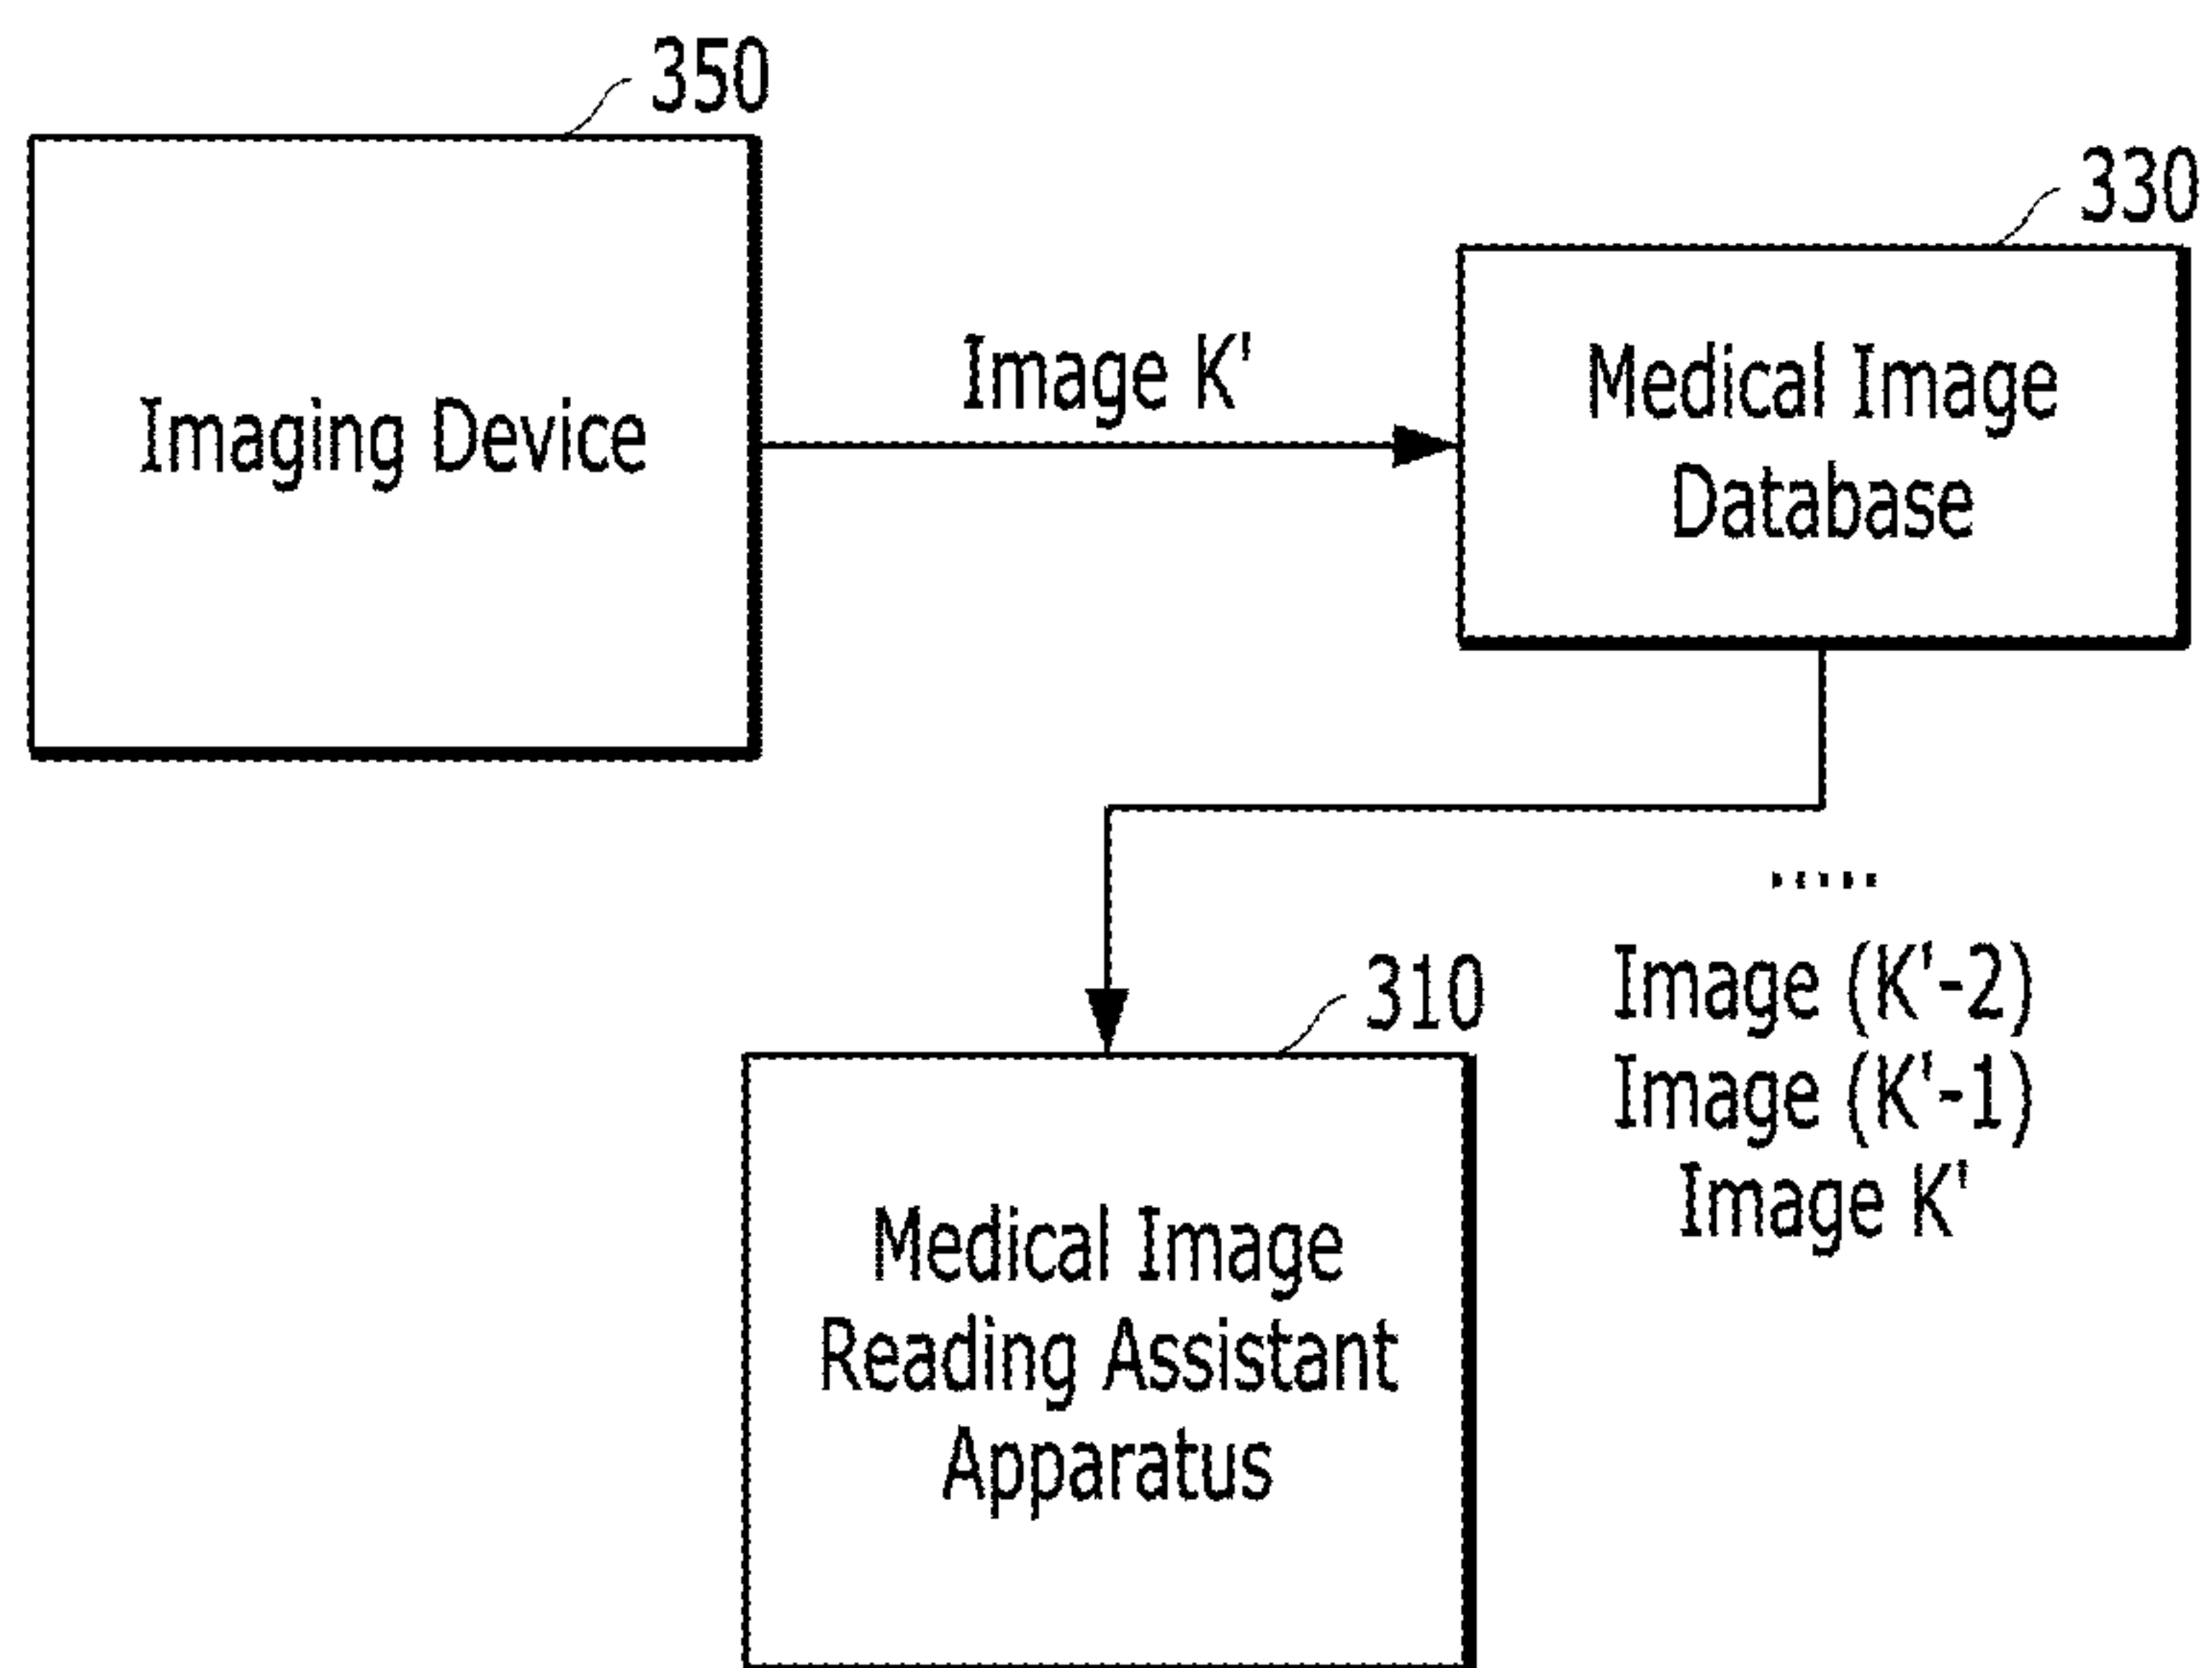 350
330
Imaging Device
Image K'
Medical Image
Database
.....
Image (K'-2)
Image (K'-1)
Image K'
310
Medical Image
Reading Assistant
Apparatus